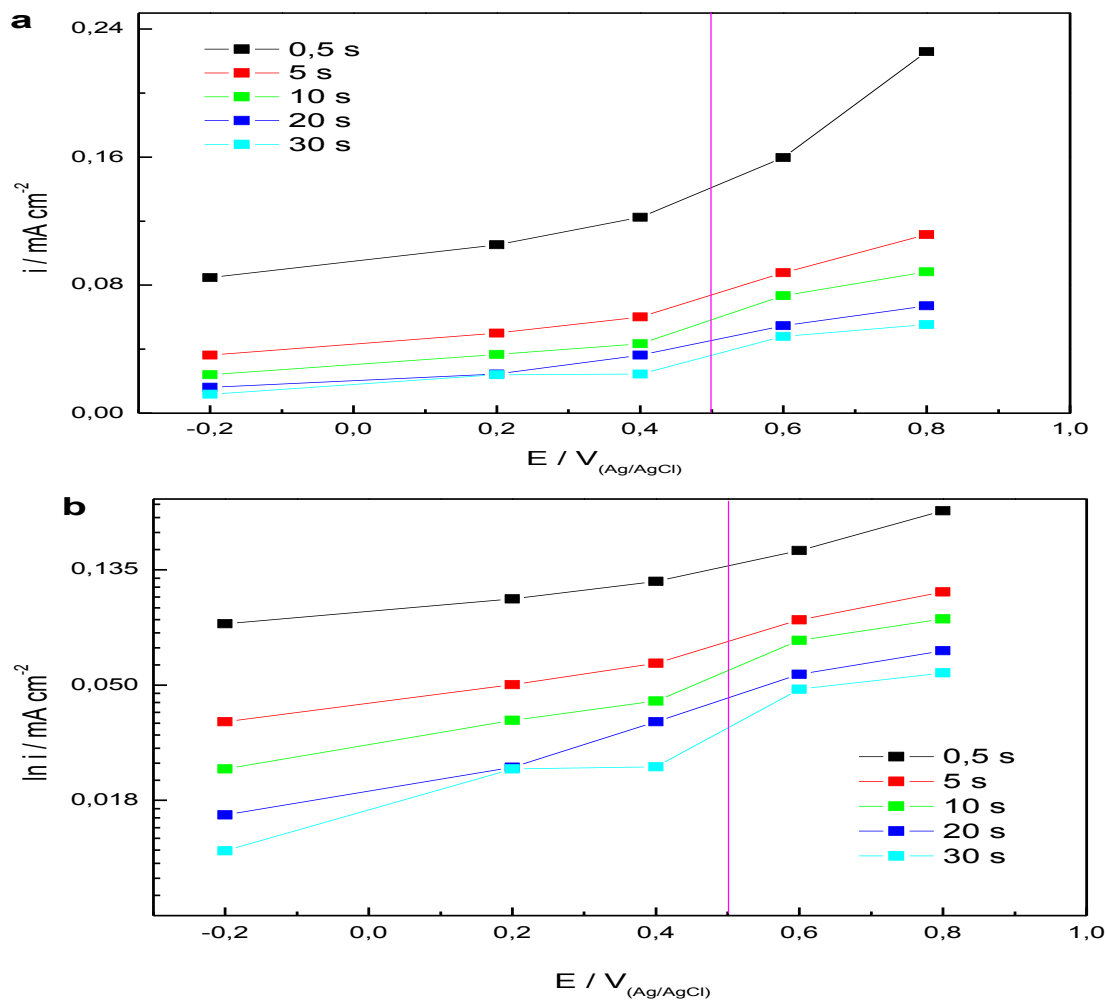 a
0,24
0,16
0,08
0,00
i / mA cm-2
0,5 s
5 s
10 s
20 s
30 s
-0,2 0,0 0,2 0,4 0,6 0,8 1,0
E / V(Ag/AgCl)
b
0,135
0,050
0,018
ln i / mA cm-2
0,5 s
5 s
10 s
20 s
30 s
-0,2 0,0 0,2 0,4 0,6 0,8 1,0
E / V(Ag/AgCl)